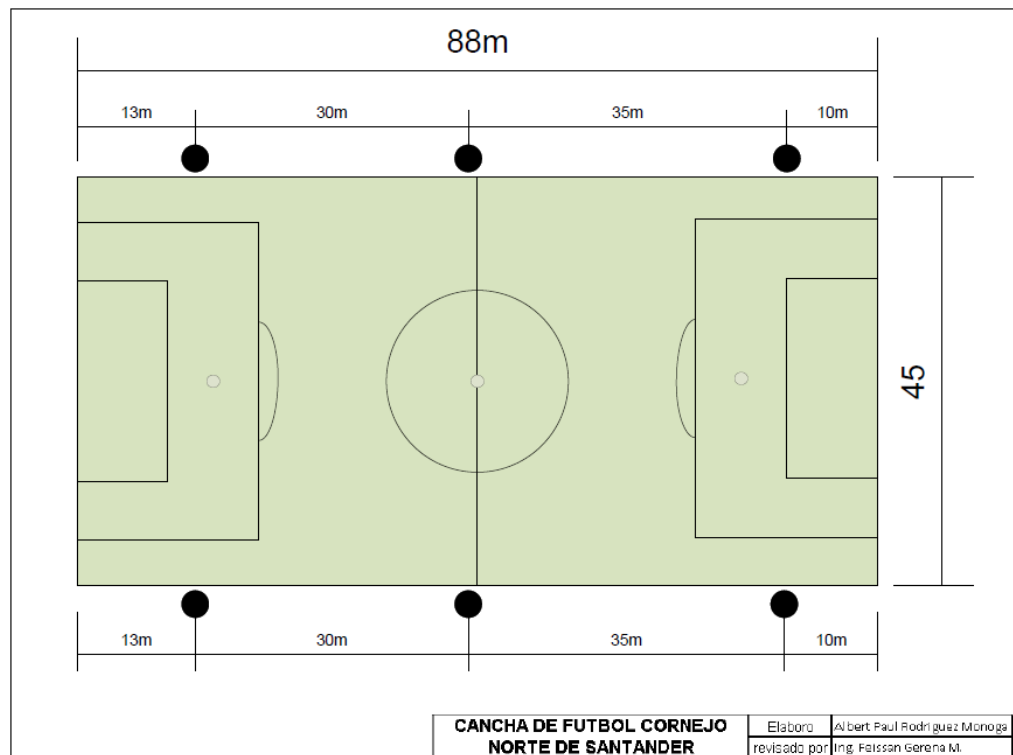 88m
13m 30m 35m 10m
45
13m 30m 35m 10m
CANCHA DE FUTBOL CORNEJO
NORTE DE SANTANDER
Elaboro Albert Paul Rodriguez Monoga
revisado por Ing. Feissan Gerena M.